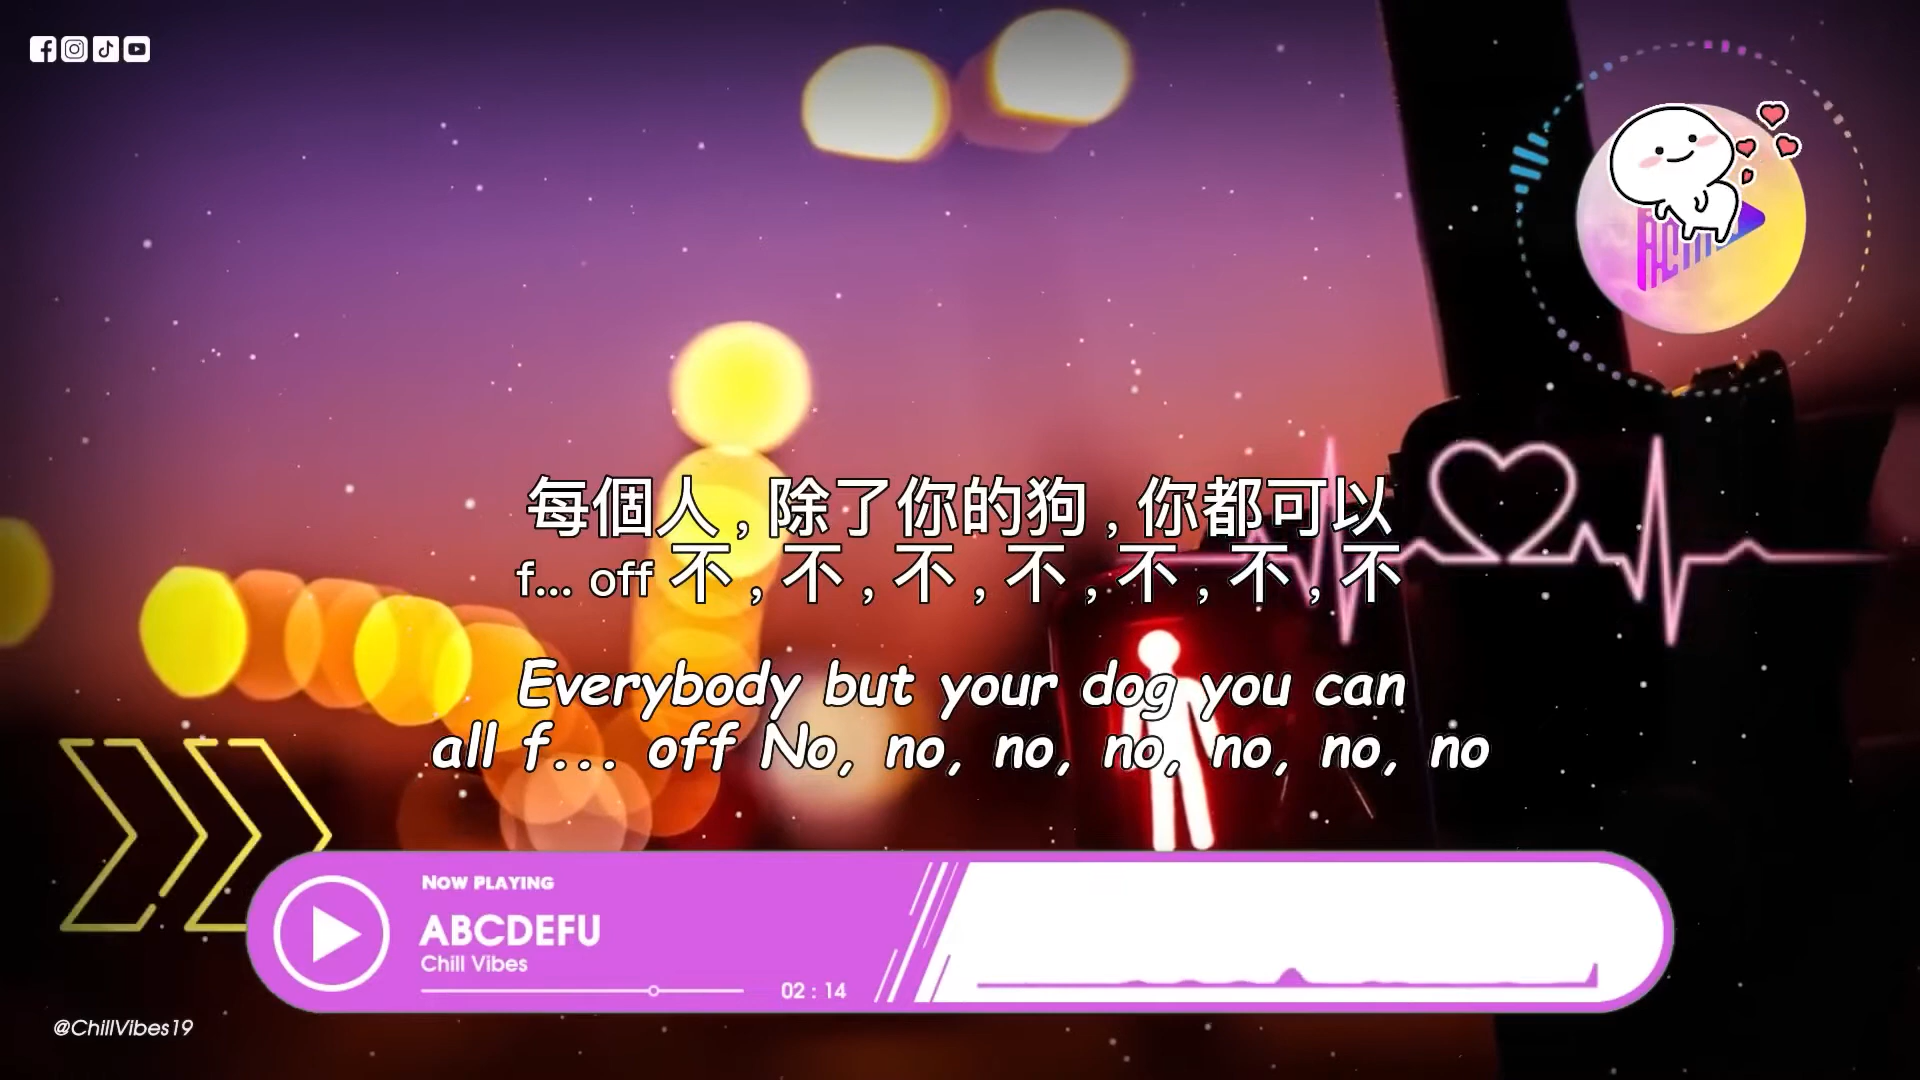 每個人, 除了你的狗, 你都可以
f... off 不, 不, 不, 不, 不, 不, 不
Everybody but your dog you can
all f... off No, no, no, no, no, no, no
NOW PLAYING
ABCDEFU
Chill Vibes
02 : 14
@ChillVibes19